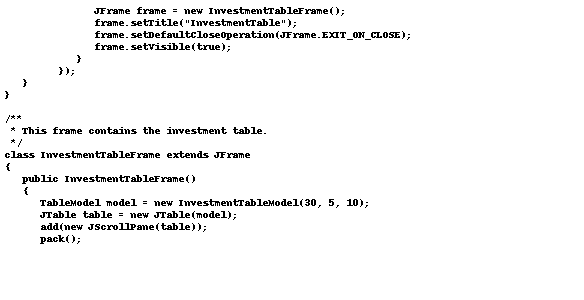 JFrame frame = new InvestmentTableFrame();
frame.setTitle("InvestmentTable");
frame.setDefaultCloseOperation(JFrame.EXIT_ON_CLOSE);
frame.setVisible(true);
}
});
}
}
/**
* This frame contains the investment table.
*/
class InvestmentTableFrame extends JFrame
{
public InvestmentTableFrame()
{
TableModel model = new InvestmentTableModel(30, 5, 10);
JTable table = new JTable(model);
add(new JScrollPane(table));
pack();